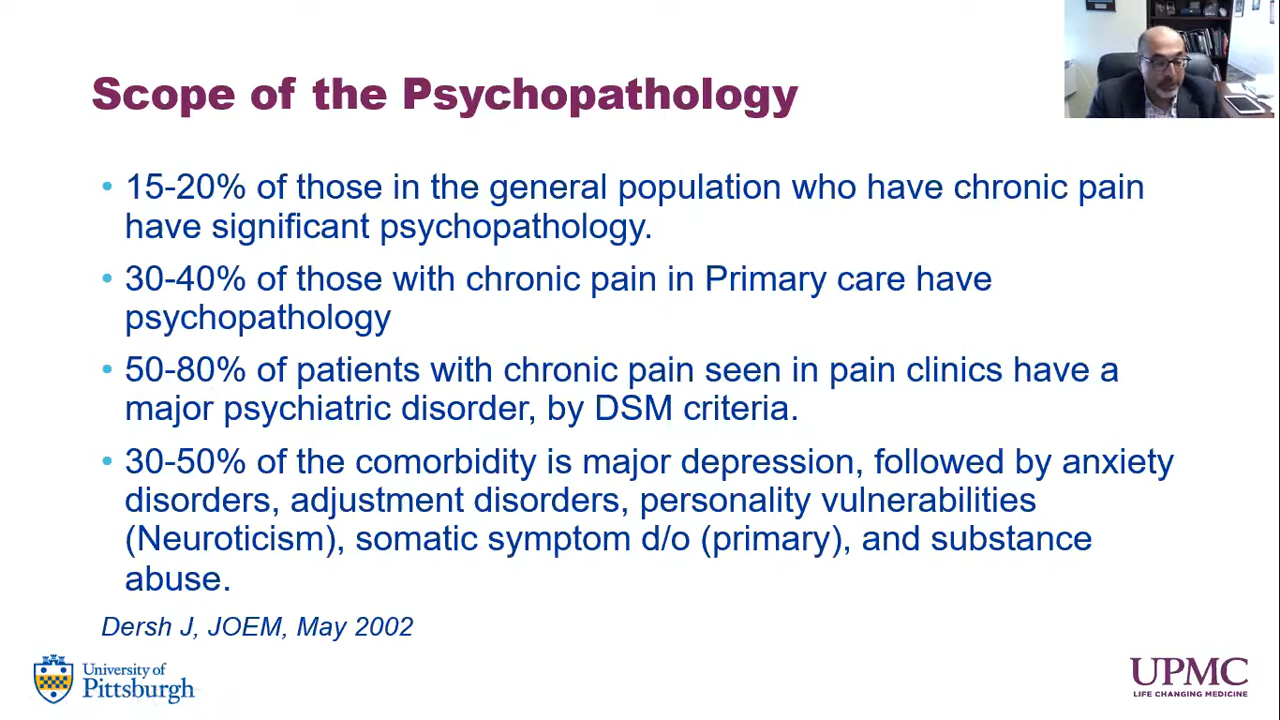 Scope of the Psychopathology
• 15-20% of those in the general population who have chronic pain
have significant psychopathology.
• 30-40% of those with chronic pain in Primary care have
psychopathology
• 50-80% of patients with chronic pain seen in pain clinics have a
major psychiatric disorder, by DSM criteria.
• 30-50% of the comorbidity is major depression, followed by anxiety
disorders, adjustment disorders, personality vulnerabilities
(Neuroticism), somatic symptom d/o (primary), and substance
abuse.
Dersh J, JOEM, May 2002
University of
Pittsburgh
UPMC
LIFE CHANGING MEDICINE